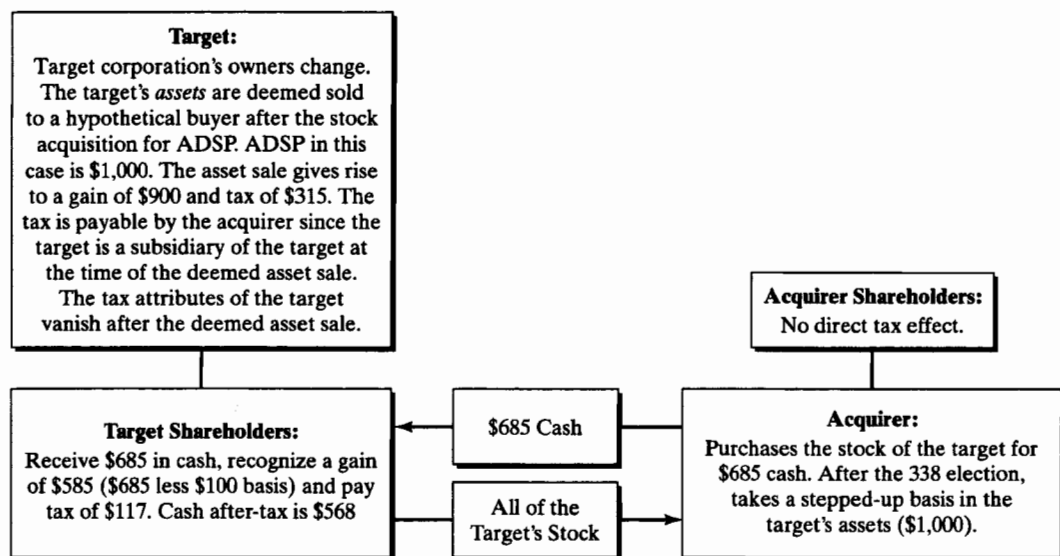 Target:
Target corporation's owners change.
The target's assets are deemed sold
to a hypothetical buyer after the stock
acquisition for ADSP. ADSP in this
case is $1,000. The asset sale gives rise
to a gain of $900 and tax of $315. The
tax is payable by the acquirer since the
target is a subsidiary of the target at
the time of the deemed asset sale.
The tax attributes of the target
vanish after the deemed asset sale.
Acquirer Shareholders:
No direct tax effect.
Target Shareholders:
Receive $685 in cash, recognize a gain
of $585 ($685 less $100 basis) and pay
tax of $117. Cash after-tax is $568
$685 Cash
All of the
Target's Stock
Acquirer:
Purchases the stock of the target for
$685 cash. After the 338 election,
takes a stepped-up basis in the
target's assets ($1,000).